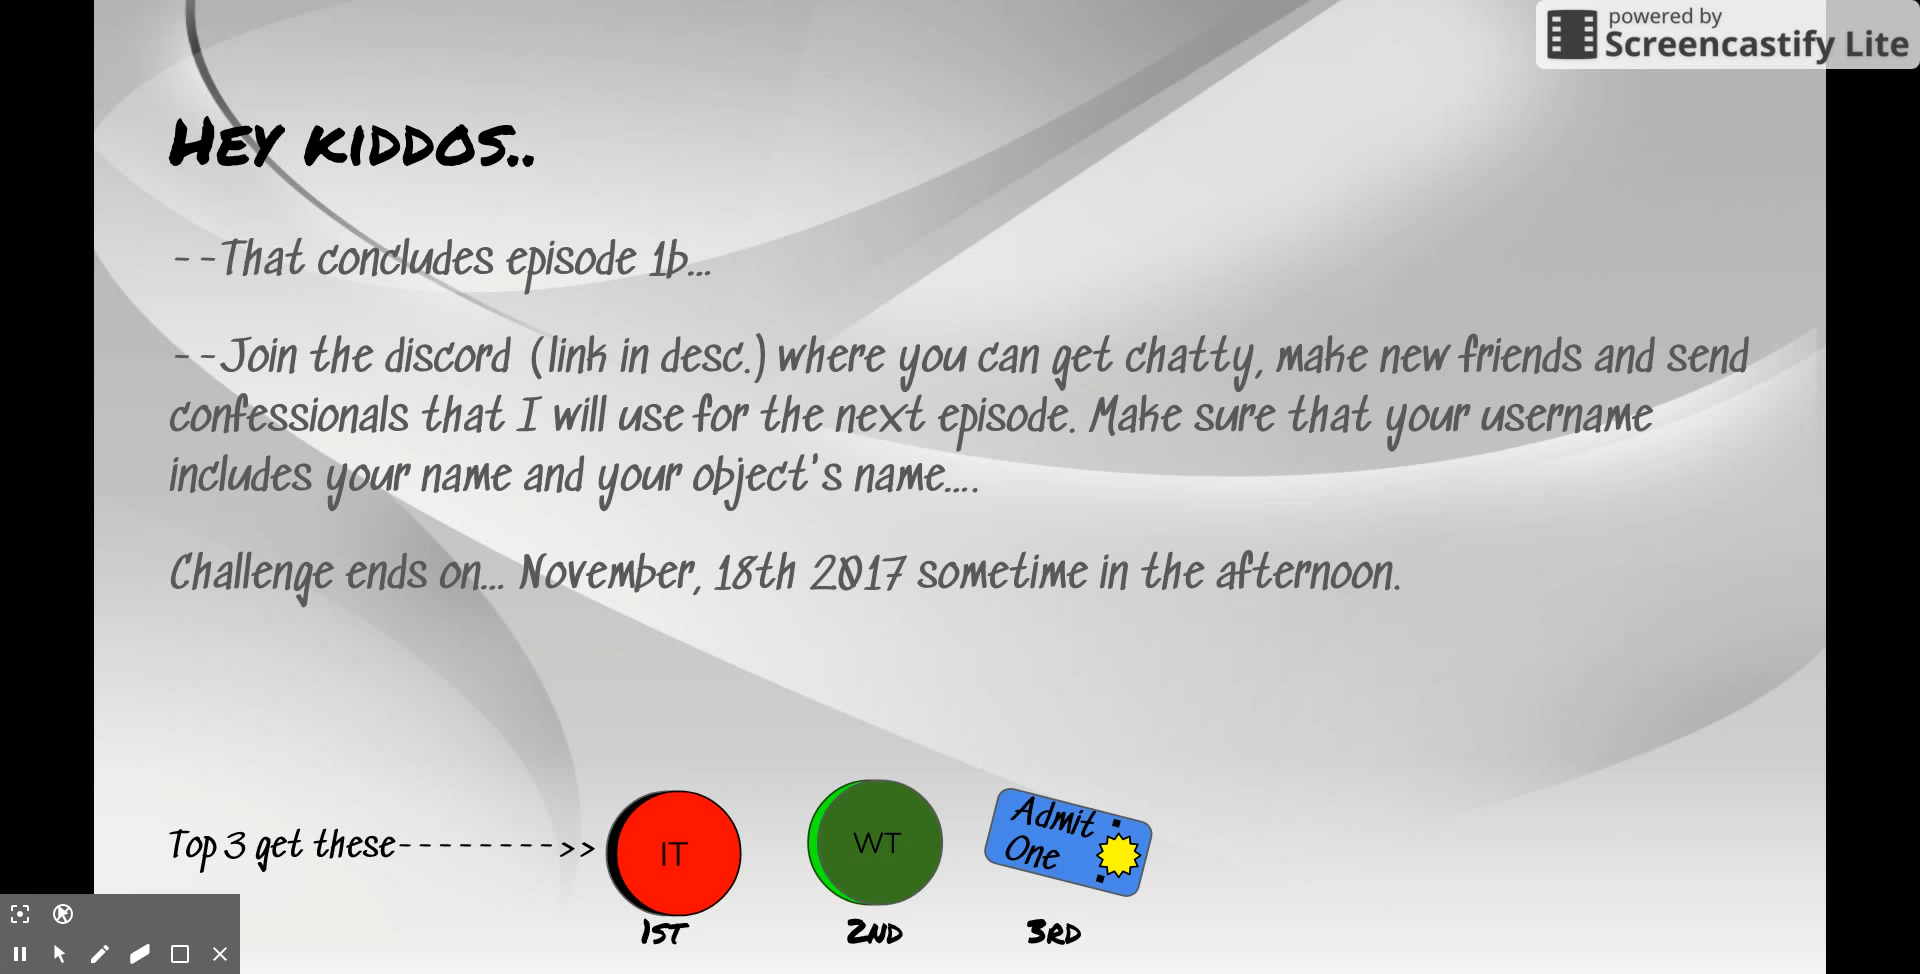 powered by
Screencastify Lite
Hey kiddos..
--That concludes episode 1b...
--Join the discord (link in desc.) where you can get chatty, make new friends and send
confessionals that I will use for the next episode. Make sure that your username
includes your name and your object's name....
Challenge ends on... November, 18th 2017 sometime in the afternoon.
Top 3 get these--------->>
IT
WT
Admit
One
1st
2nd
3rd